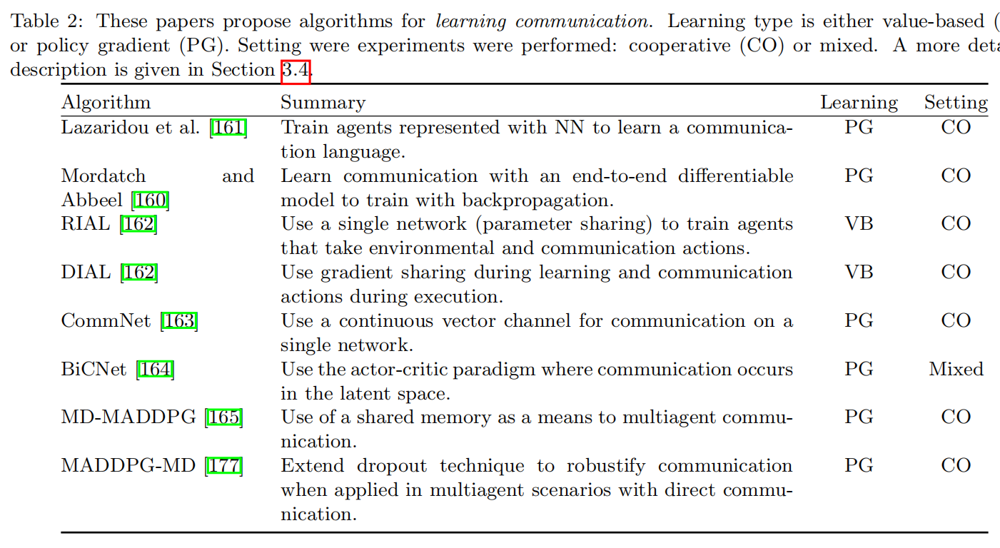 Table 2: These papers propose algorithms for learning communication. Learning type is either value-based (
or policy gradient (PG). Setting were experiments were performed: cooperative (CO) or mixed. A more
description is given in Section 3.4.
Algorithm Summary Learning Setting
Lazaridou et al. [161] Train agents represented with NN to learn a communica- PG CO
tion language.
Mordatch and Learn communication with an end-to-end differentiable PG CO
Abbeel [160] model to train with backpropagation.
RIAL [162] Use a single network (parameter sharing) to train agents VB CO
that take environmental and communication actions.
DIAL [162] Use gradient sharing during learning and communication VB CO
actions during execution.
CommNet [163] Use a continuous vector channel for communication on a PG CO
single network.
BiCNet [164] Use the actor-critic paradigm where communication occurs PG Mixed
in the latent space.
MD-MADDPG [165] Use of a shared memory as a means to multiagent commu- PG CO
nication.
MADDPG-MD [177] Extend dropout technique to robustify communication PG CO
when applied in multiagent scenarios with direct commu-
nication.